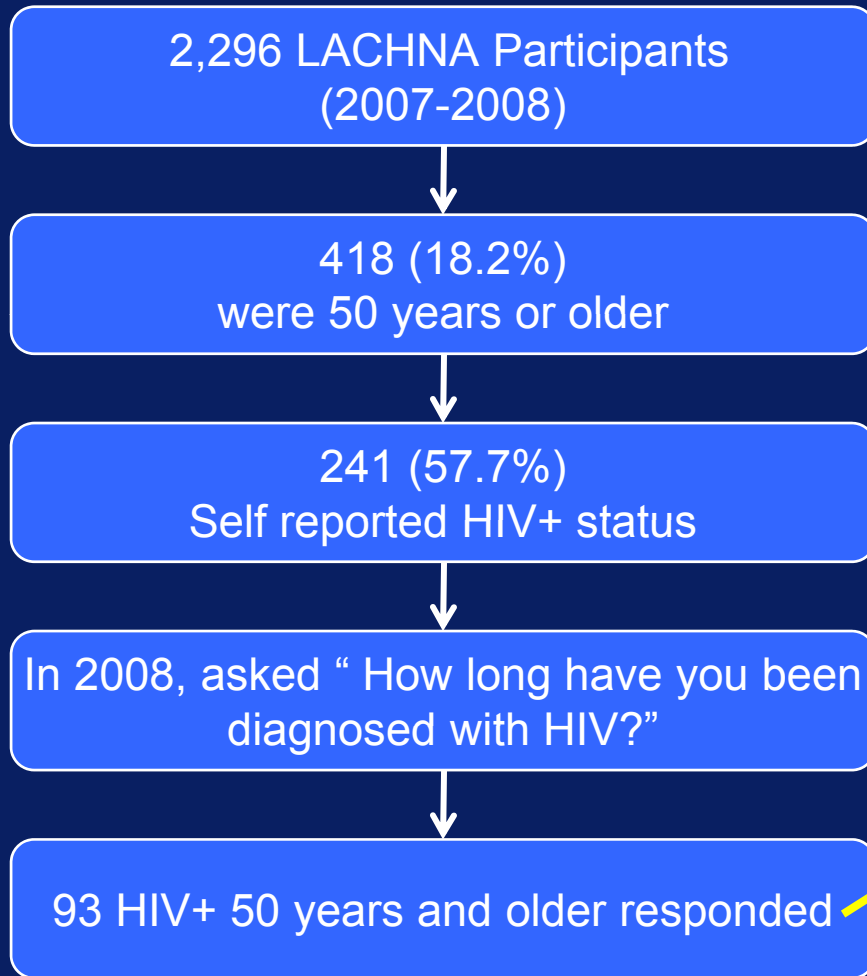 2,296 LACHNA Participants
(2007-2008)
418 (18.2%)
were 50 years or older
241 (57.7%)
Self reported HIV+ status
In 2008, asked “ How long have you been
diagnosed with HIV?”
93 HIV+ 50 years and older responded